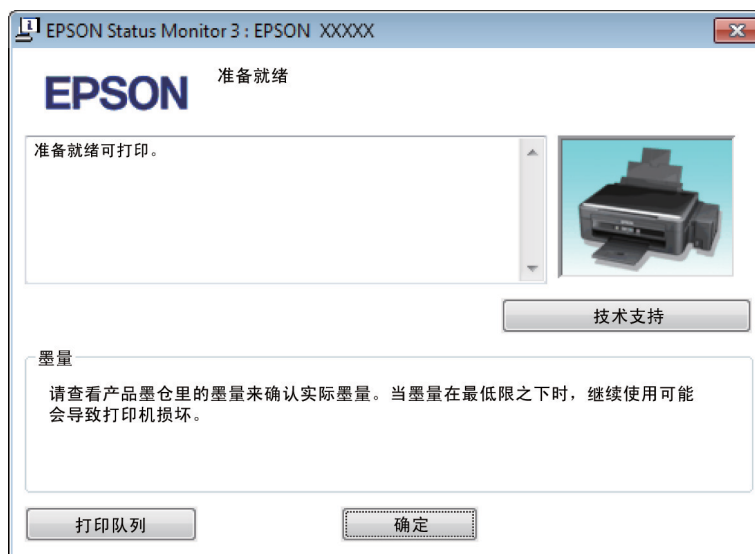 EPSON Status Monitor 3 : EPSON XXXXX
EPSON
准备就绪
准备就绪可打印。
技术支持
墨量
请查看产品墨仓里的墨量来确认实际墨量。当墨量在最低限之下时，继续使用可能
会导致打印机损坏。
打印队列
确定